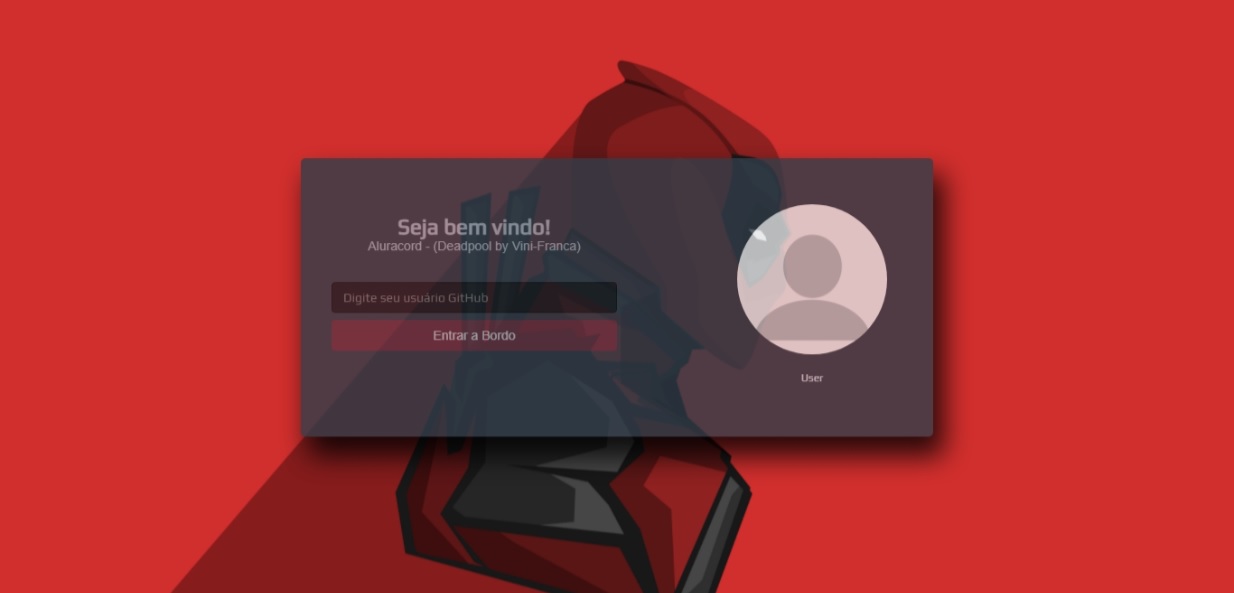 Seja bem vindo!
Aluracord - (Deadpool by Vini-Franca)
Digite seu usuário GitHub
Entrar a Bordo
User